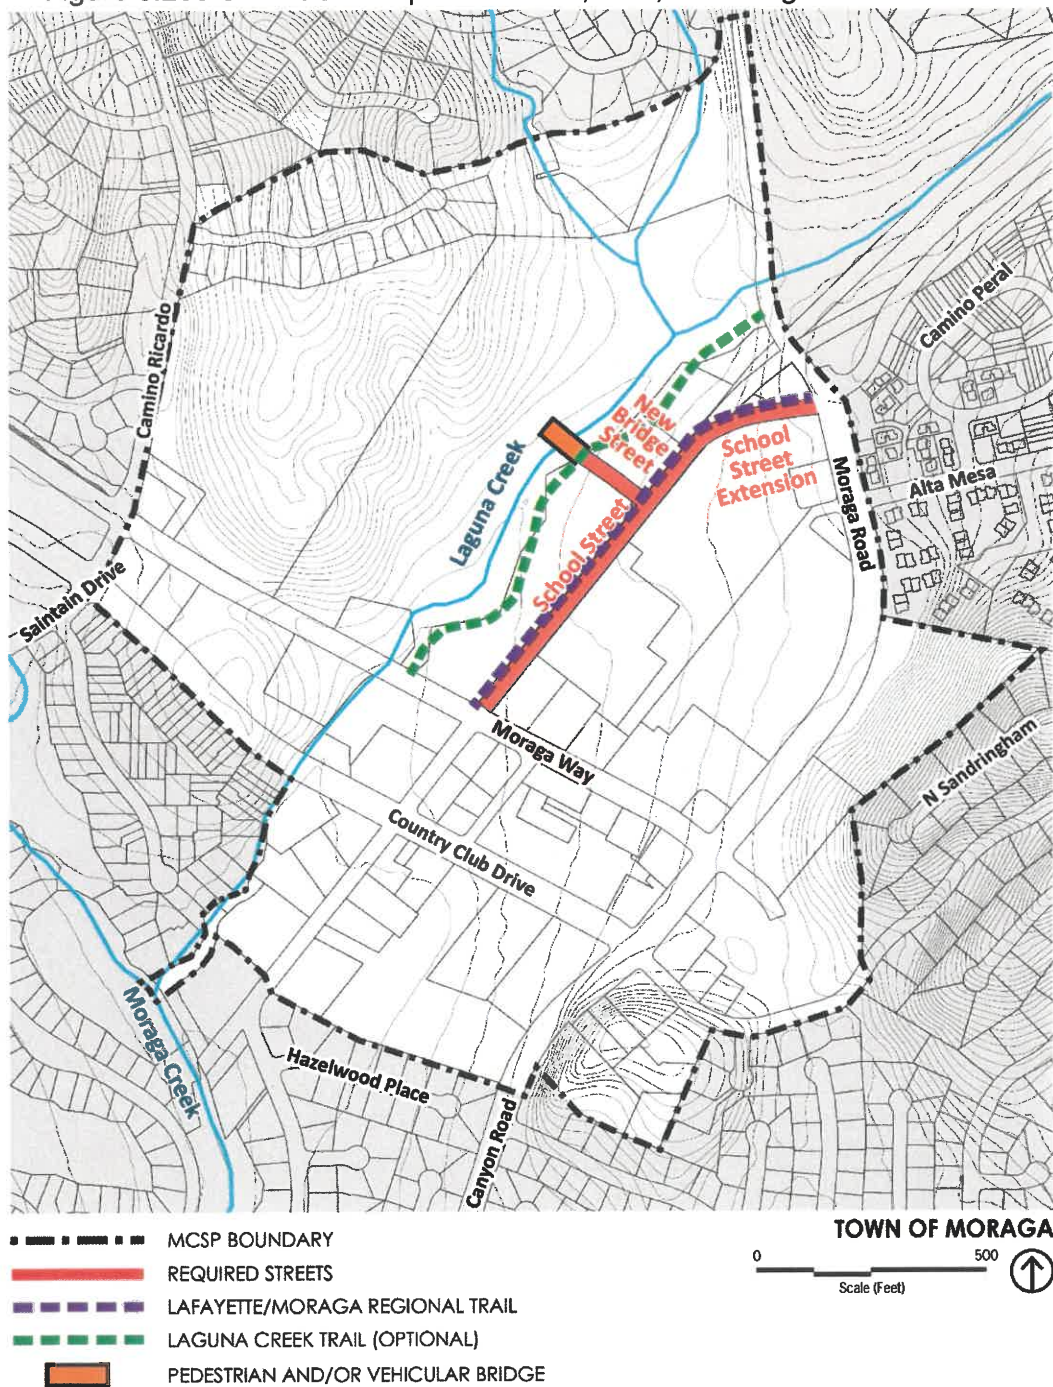 Camino Peral
Camino Ricardo
New
Bridge
Street
School
Street
Extension
Laguna Creek
Moraga Road
Alta Mesa
School Street
Saintain Drive
Moraga Way
N Sandringham
Country Club Drive
Moraga Creek
Hazelwood Place
Canyon Road
MCSP BOUNDARY
REQUIRED STREETS
LAFAYETTE/MORAGA REGIONAL TRAIL
LAGUNA CREEK TRAIL (OPTIONAL)
PEDESTRIAN AND/OR VEHICULAR BRIDGE
TOWN OF MORAGA
0 500
Scale (Feet)